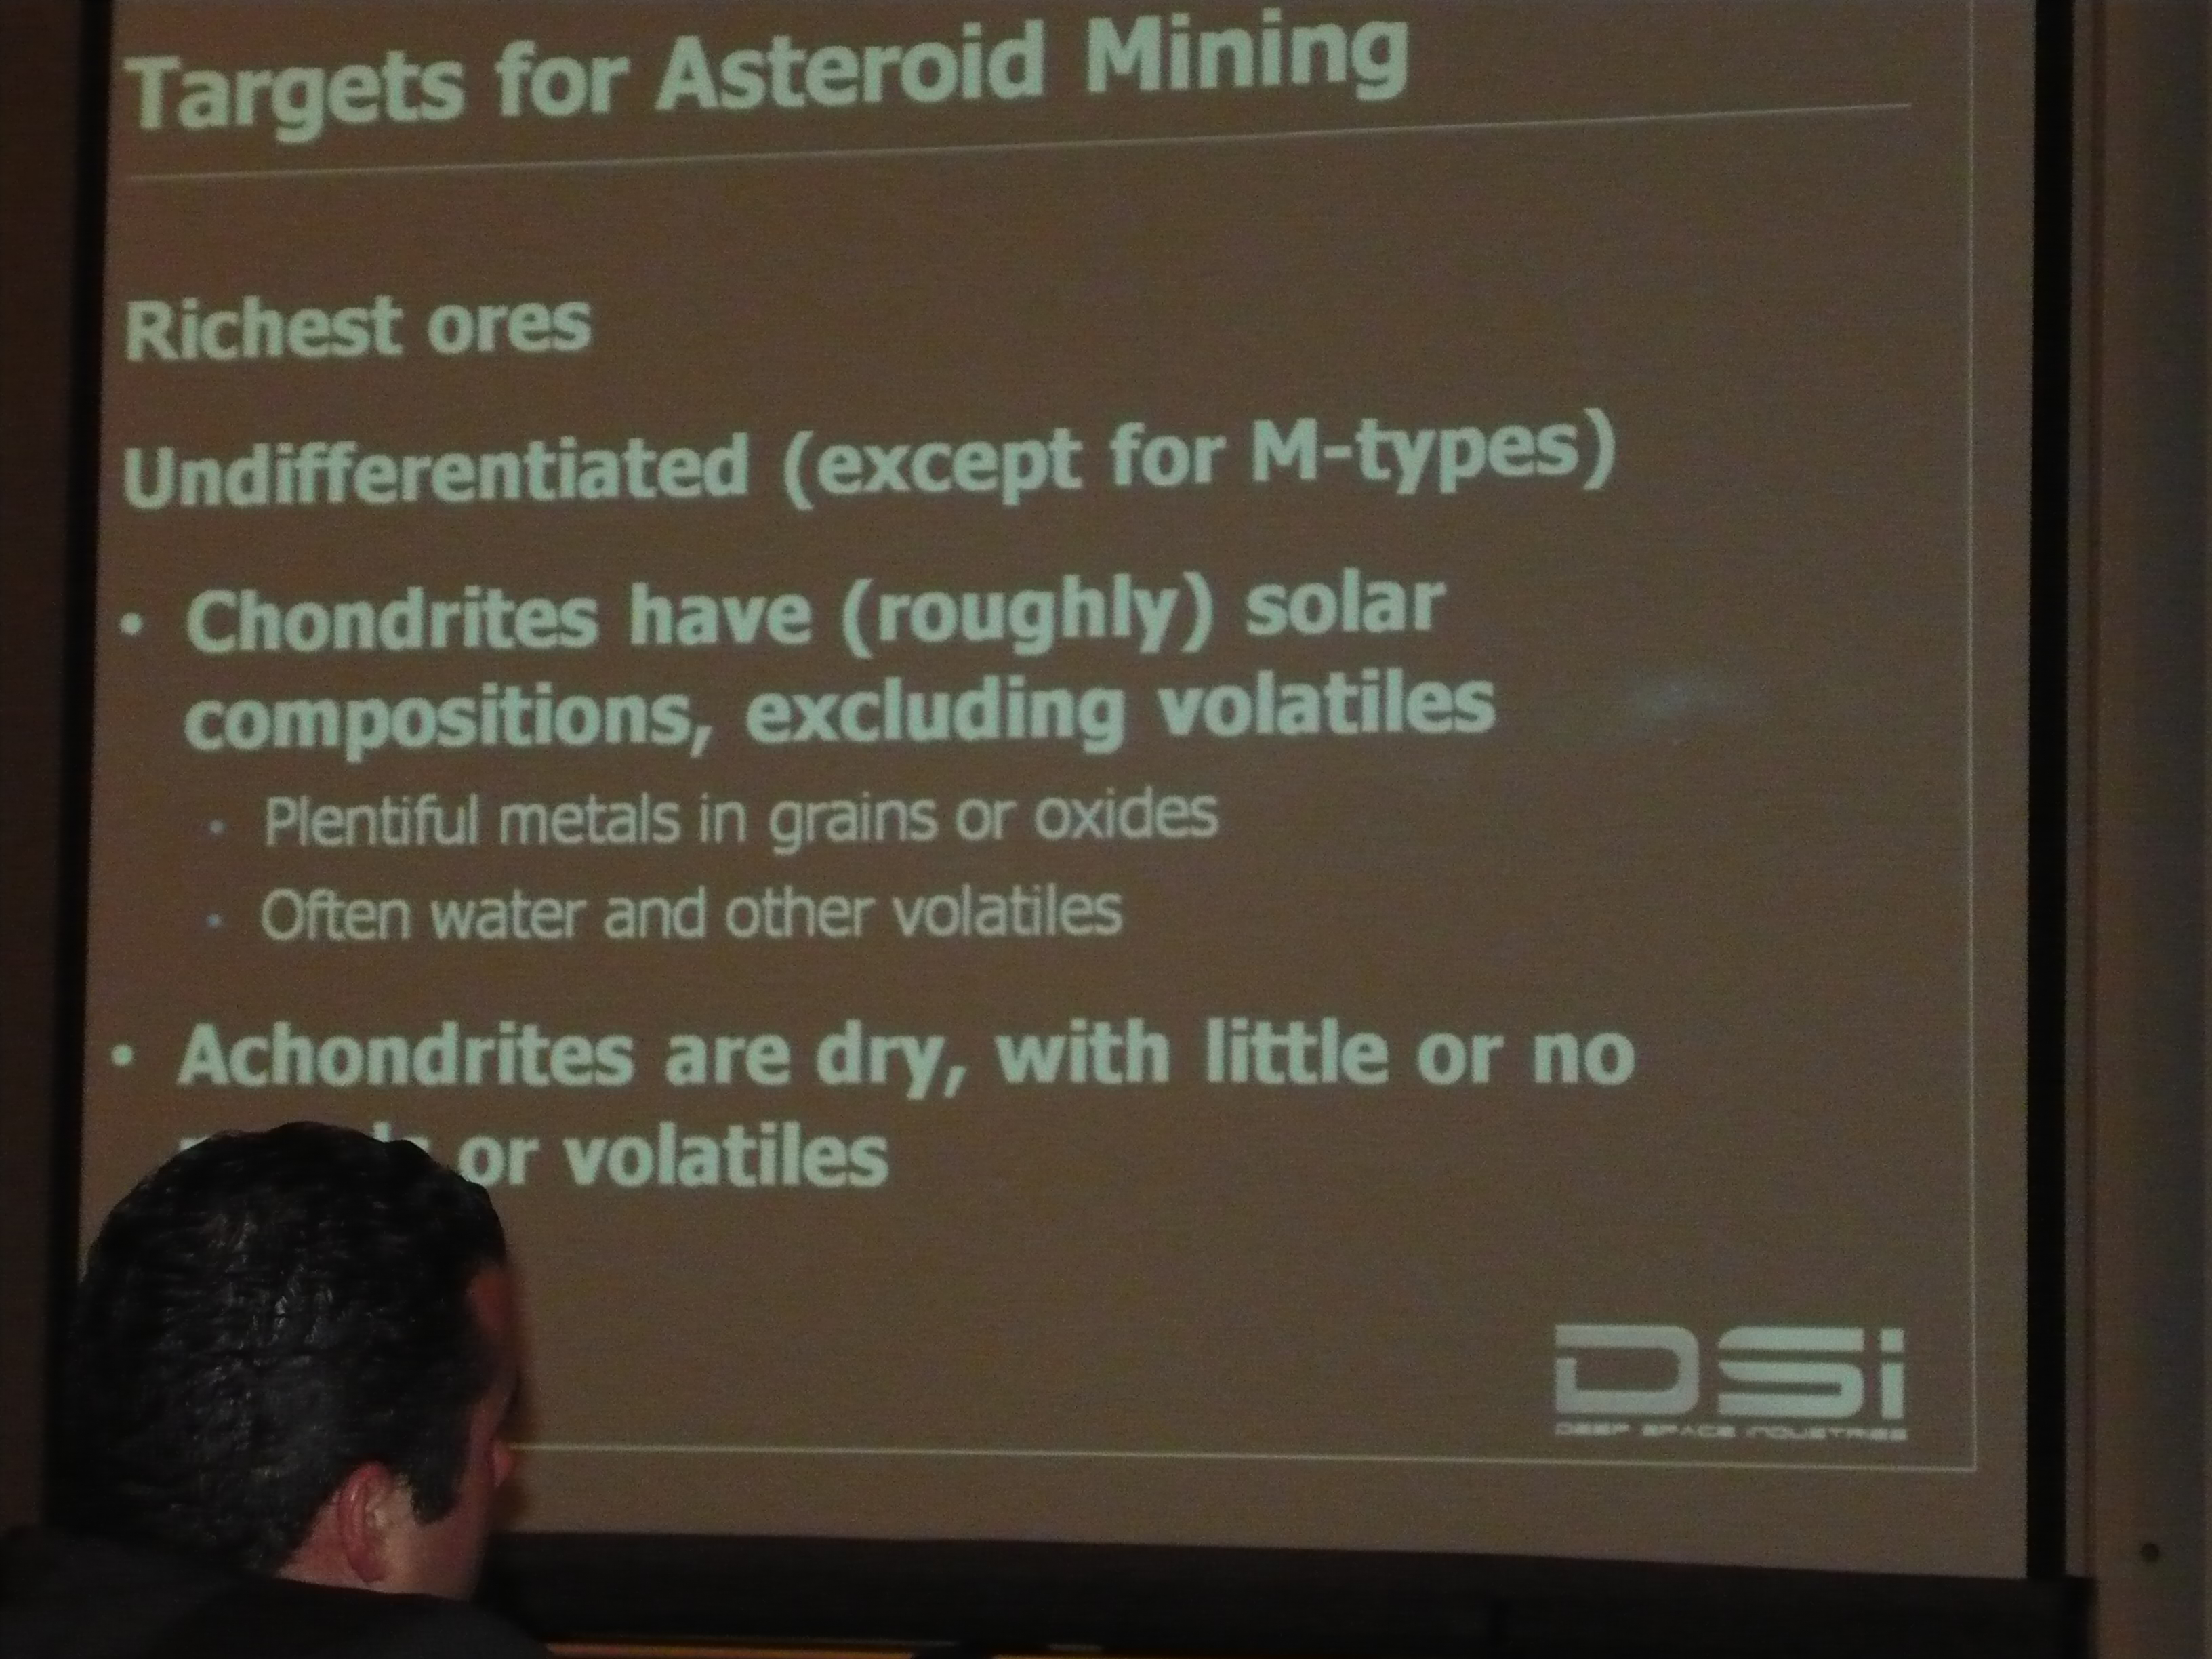 Targets for Asteroid Mining
Richest ores
Undifferentiated (except for M-types)
• Chondrites have (roughly) solar
compositions, excluding volatiles
• Plentiful metals in grains or oxides
• Often water and other volatiles
• Achondrites are dry, with little or no
or volatiles
DSi
DEEP SPACE INDUSTRIES